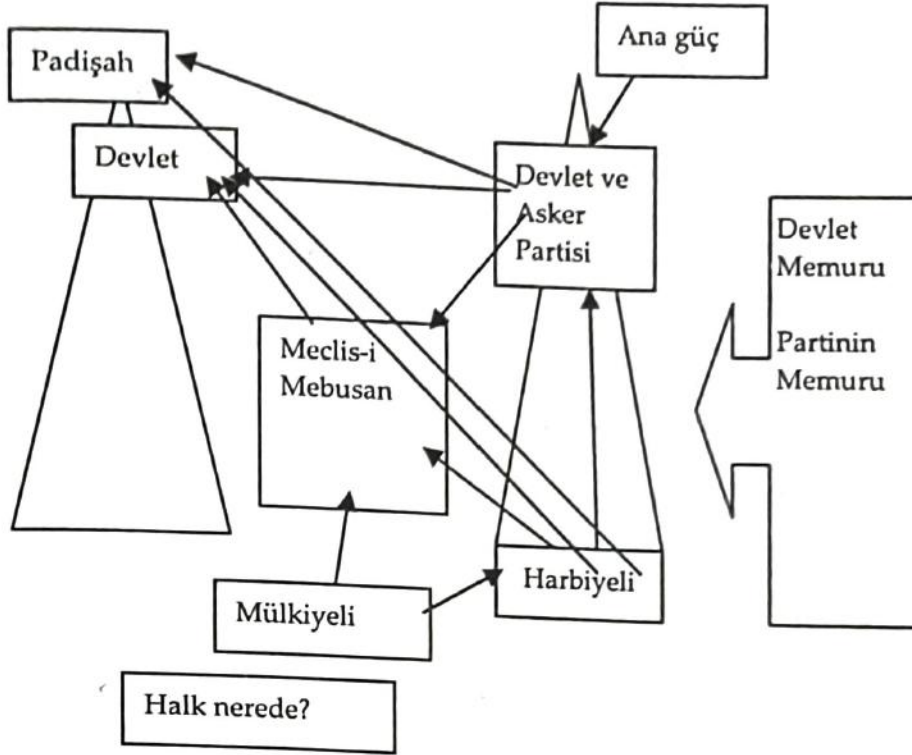 Ana güç
Padişah
Devlet
Devlet ve
Asker
Partisi
Devlet
Memuru
Partinin
Memuru
Meclis-i
Mebusan
Harbiyeli
Mülkiyeli
Halk nerede?